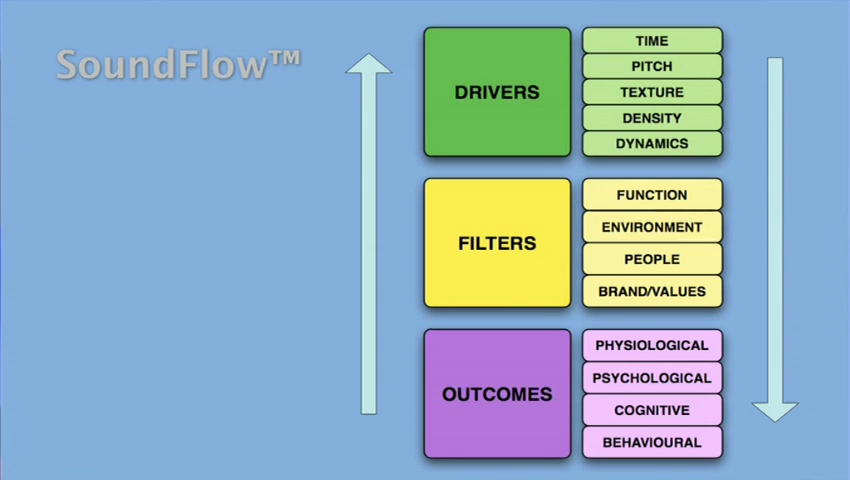 SoundFlow™
DRIVERS
TIME
PITCH
TEXTURE
DENSITY
DYNAMICS
FILTERS
FUNCTION
ENVIRONMENT
PEOPLE
BRAND/VALUES
OUTCOMES
PHYSIOLOGICAL
PSYCHOLOGICAL
COGNITIVE
BEHAVIOURAL